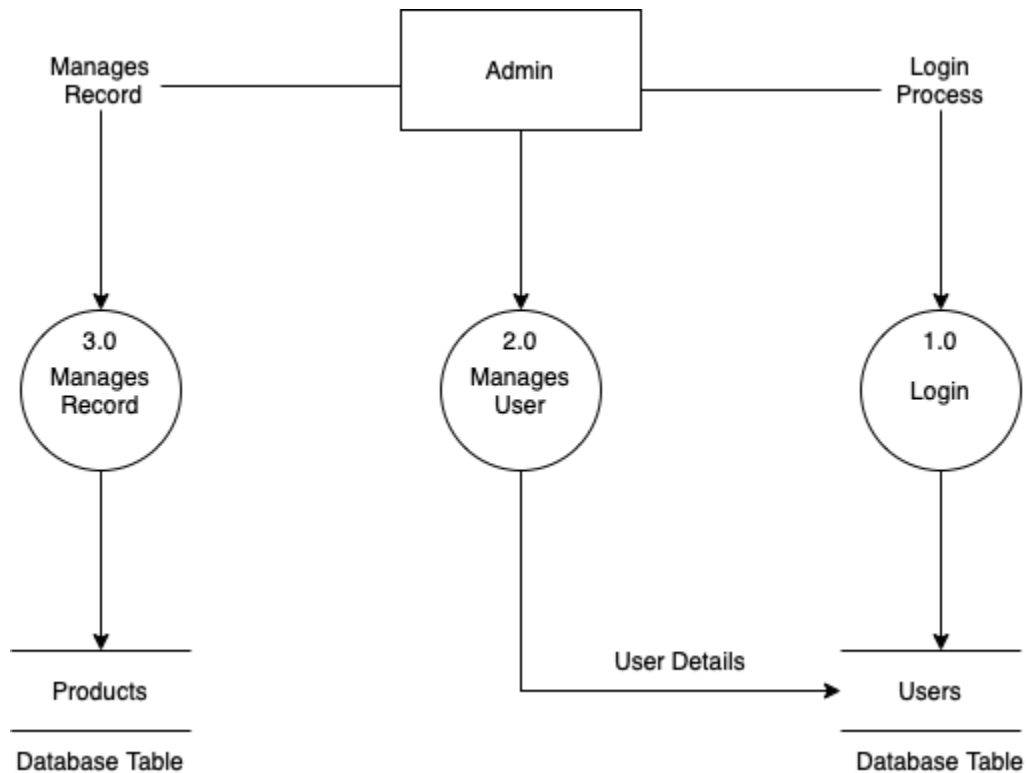 Manages
Record
Admin
Login
Process
3.0
Manages
Record
2.0
Manages
User
1.0
Login
User Details
Products
Users
Database Table
Database Table